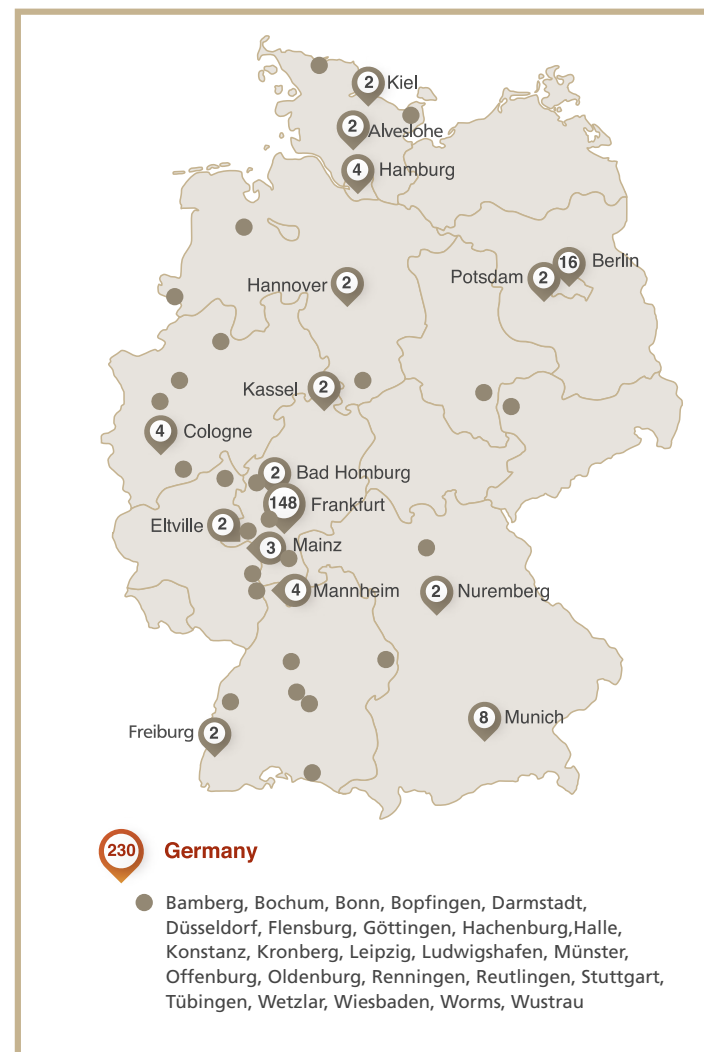 2 Kiel
2 Alveslohe
4 Hamburg
16 Berlin
Potsdam 2
Hannover 2
Kassel 2
4 Cologne
2 Bad Homburg
148 Frankfurt
Eltville 2
3 Mainz
4 Mannheim
2 Nuremberg
8 Munich
Freiburg 2
230 Germany
Bamberg, Bochum, Bonn, Bopfingen, Darmstadt,
Düsseldorf, Flensburg, Göttingen, Hachenburg,Halle,
Konstanz, Kronberg, Leipzig, Ludwigshafen, Münster,
Offenburg, Oldenburg, Renningen, Reutlingen, Stuttgart,
Tübingen, Wetzlar, Wiesbaden, Worms, Wustrau